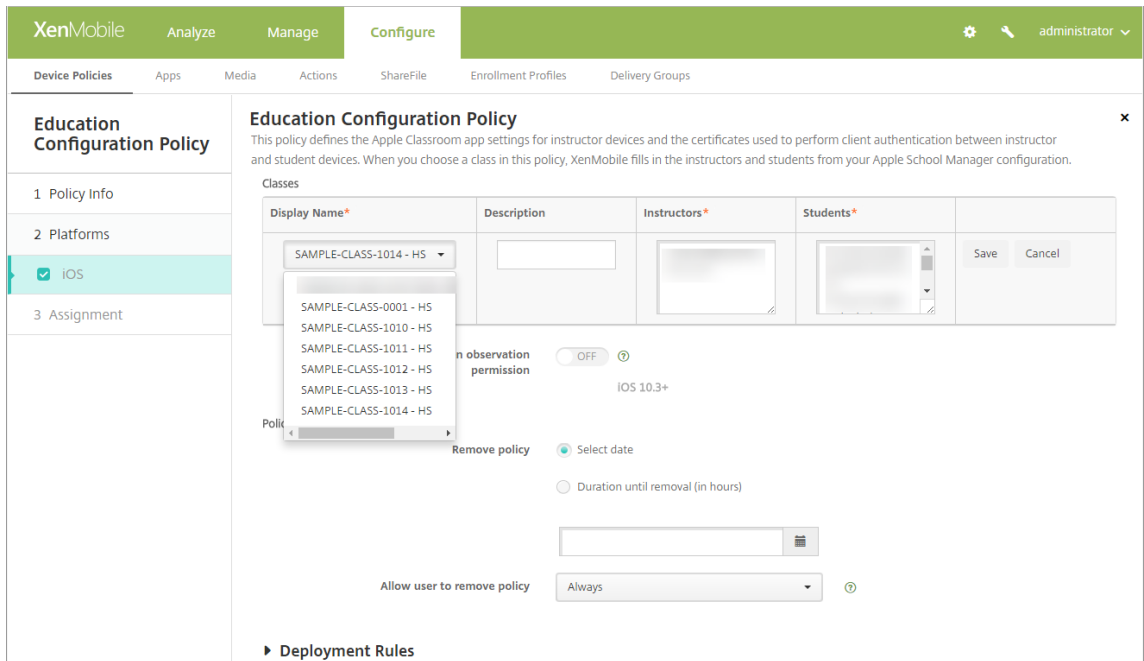 XenMobile Analyze Manage Configure administrator
Device Policies Apps Media Actions ShareFile Enrollment Profiles Delivery Groups
Education
Configuration Policy
1 Policy Info
2 Platforms
iOS
3 Assignment
Education Configuration Policy
This policy defines the Apple Classroom app settings for instructor devices and the certificates used to perform client authentication between instructor
and student devices. When you choose a class in this policy, XenMobile fills in the instructors and students from your Apple School Manager configuration.
Classes
Display Name* Description Instructors* Students*
SAMPLE-CLASS-1014 - HS Save Cancel
SAMPLE-CLASS-0001 - HS
SAMPLE-CLASS-1010 - HS
SAMPLE-CLASS-1011 - HS
SAMPLE-CLASS-1012 - HS
SAMPLE-CLASS-1013 - HS
SAMPLE-CLASS-1014 - HS
n observation
permission
OFF
iOS 10.3+
Polic
Remove policy Select date
Duration until removal (in hours)
Allow user to remove policy Always
Deployment Rules